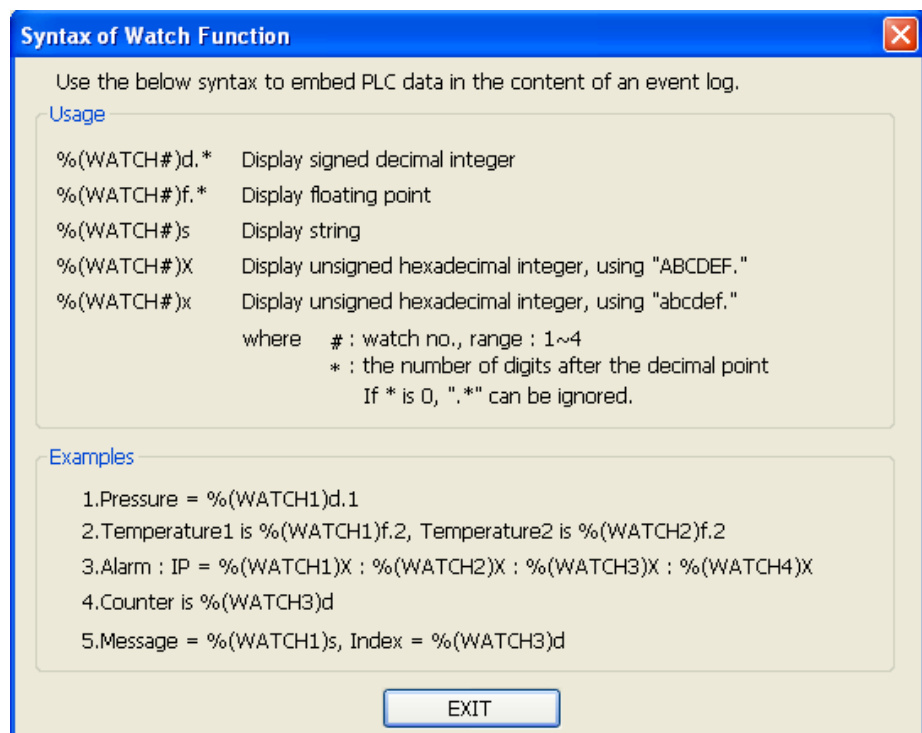 Syntax of Watch Function
Use the below syntax to embed PLC data in the content of an event log.
Usage
%(WATCH#)d.* Display signed decimal integer
%(WATCH#)f.* Display floating point
%(WATCH#)s Display string
%(WATCH#)X Display unsigned hexadecimal integer, using "ABCDEF."
%(WATCH#)x Display unsigned hexadecimal integer, using "abcdef."
where # : watch no., range : 1~4
* : the number of digits after the decimal point
If * is 0, ".*" can be ignored.
Examples
1.Pressure = %(WATCH1)d.1
2.Temperature1 is %(WATCH1)f.2, Temperature2 is %(WATCH2)f.2
3.Alarm : IP = %(WATCH1)X : %(WATCH2)X : %(WATCH3)X : %(WATCH4)X
4.Counter is %(WATCH3)d
5.Message = %(WATCH1)s, Index = %(WATCH3)d
EXIT